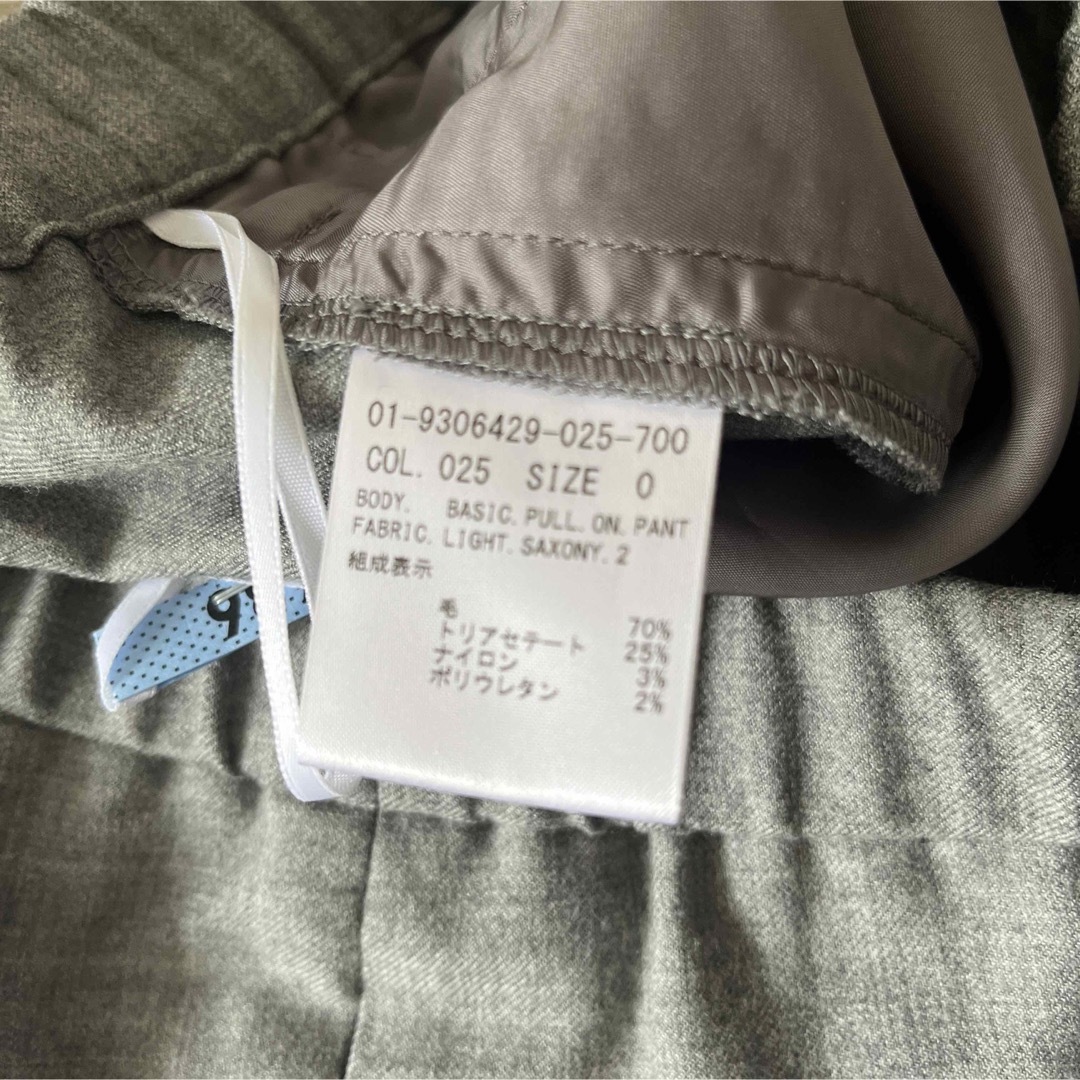 01-9306429-025-700
COL. 025 SIZE 0
BODY. BASIC.PULL.ON.PANT
FABRIC. LIGHT.SAXONY.2
組成表示
毛 70%
トリアセテート 25%
ナイロン 3%
ポリウレタン 2%